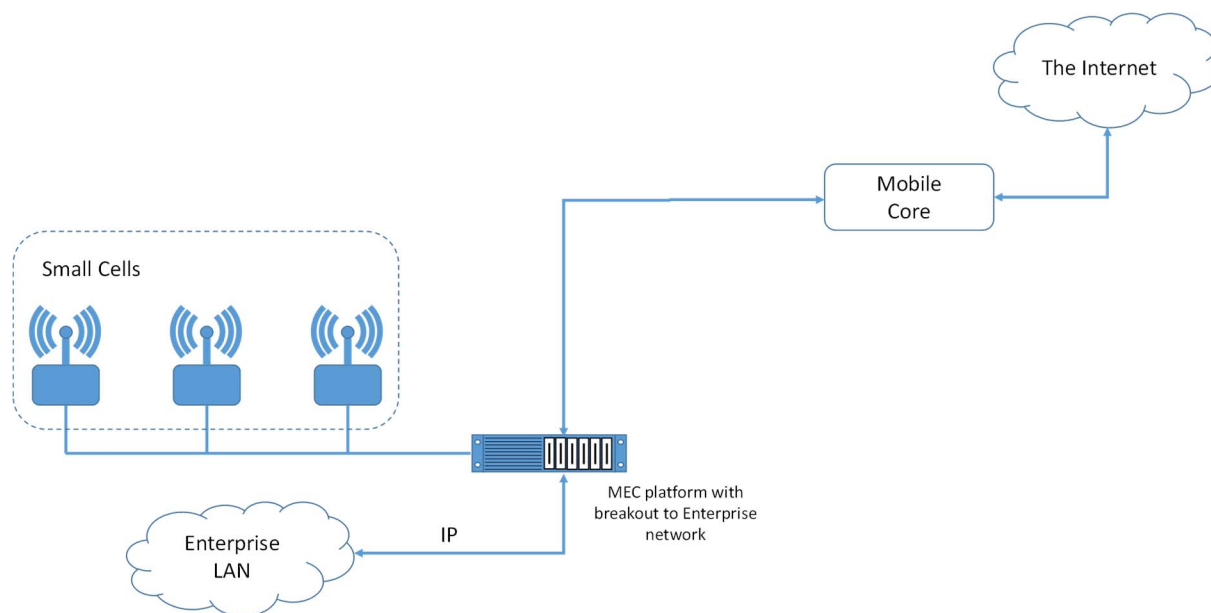 The Internet
Mobile
Core
Small Cells
MEC platform with
breakout to Enterprise
network
IP
Enterprise
LAN